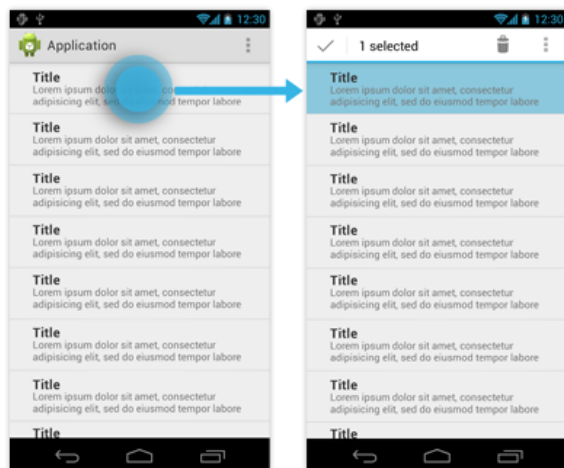 12:30
Application
Title
Lorem ipsum dolor sit amet, consectetur
adipisicing elit, sed do eiusmod tempor labore
Title
Lorem ipsum dolor sit amet, consectetur
adipisicing elit, sed do eiusmod tempor labore
Title
Lorem ipsum dolor sit amet, consectetur
adipisicing elit, sed do eiusmod tempor labore
Title
Lorem ipsum dolor sit amet, consectetur
adipisicing elit, sed do eiusmod tempor labore
Title
Lorem ipsum dolor sit amet, consectetur
adipisicing elit, sed do eiusmod tempor labore
Title
Lorem ipsum dolor sit amet, consectetur
adipisicing elit, sed do eiusmod tempor labore
Title
Lorem ipsum dolor sit amet, consectetur
adipisicing elit, sed do eiusmod tempor labore
Title
12:30
1 selected
Title
Lorem ipsum dolor sit amet, consectetur
adipisicing elit, sed do eiusmod tempor labore
Title
Lorem ipsum dolor sit amet, consectetur
adipisicing elit, sed do eiusmod tempor labore
Title
Lorem ipsum dolor sit amet, consectetur
adipisicing elit, sed do eiusmod tempor labore
Title
Lorem ipsum dolor sit amet, consectetur
adipisicing elit, sed do eiusmod tempor labore
Title
Lorem ipsum dolor sit amet, consectetur
adipisicing elit, sed do eiusmod tempor labore
Title
Lorem ipsum dolor sit amet, consectetur
adipisicing elit, sed do eiusmod tempor labore
Title
Lorem ipsum dolor sit amet, consectetur
adipisicing elit, sed do eiusmod tempor labore
Title